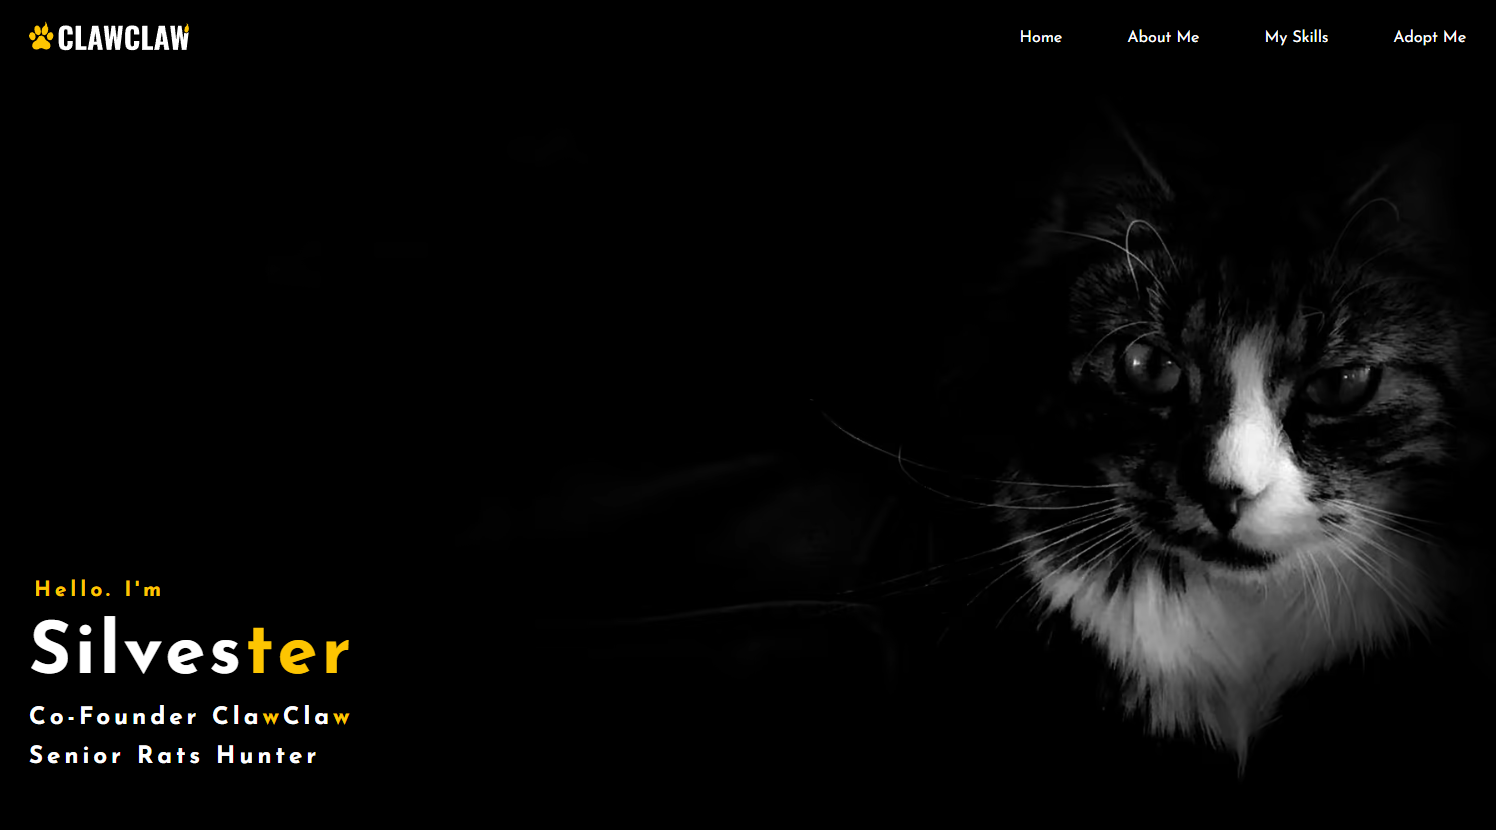 CLAWCLAW
Home About Me My Skills Adopt Me
Hello. I'm
Silvester
Co-Founder ClawClaw
Senior Rats Hunter